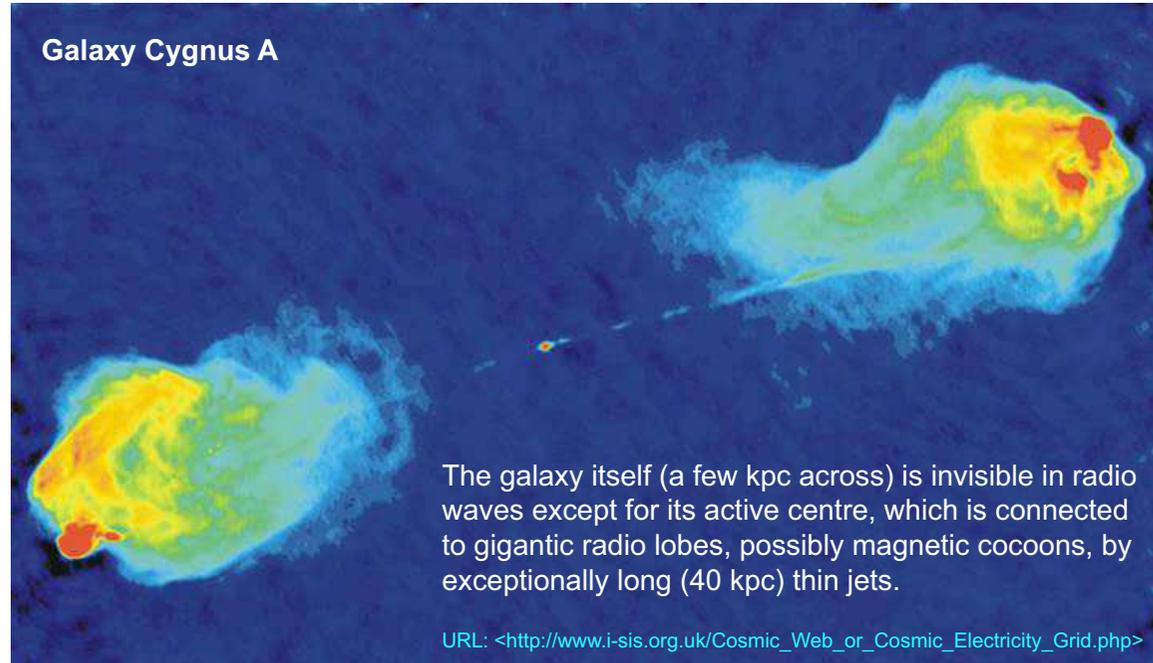 Galaxy Cygnus A
The galaxy itself (a few kpc across) is invisible in radio
waves except for its active centre, which is connected
to gigantic radio lobes, possibly magnetic cocoons, by
exceptionally long (40 kpc) thin jets.
URL: <http://www.i-sis.org.uk/Cosmic_Web_or_Cosmic_Electricity_Grid.php>